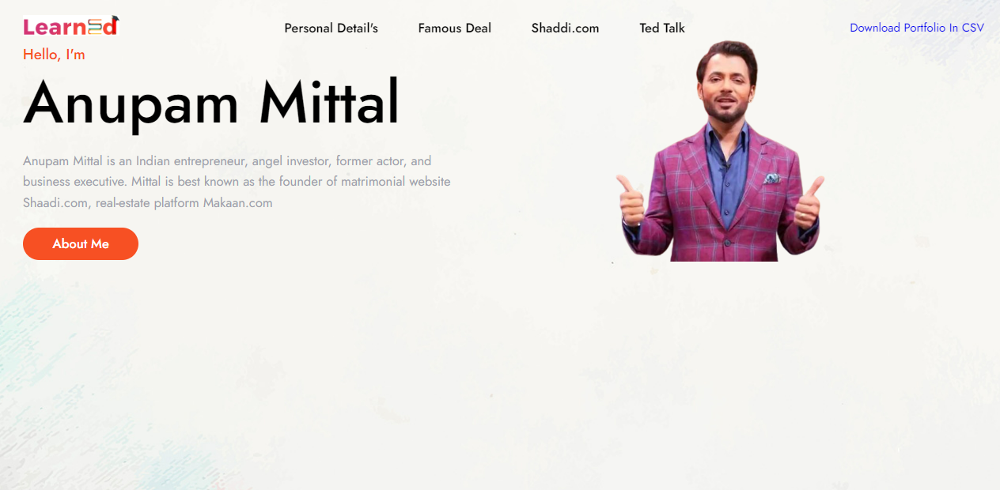 LearnEd
Personal Detail's
Famous Deal
Shaddi.com
Ted Talk
Download Portfolio In CSV
Hello, I'm
Anupam Mittal
Anupam Mittal is an Indian entrepreneur, angel investor, former actor, and
business executive. Mittal is best known as the founder of matrimonial website
Shaadi.com, real-estate platform Makaan.com
About Me